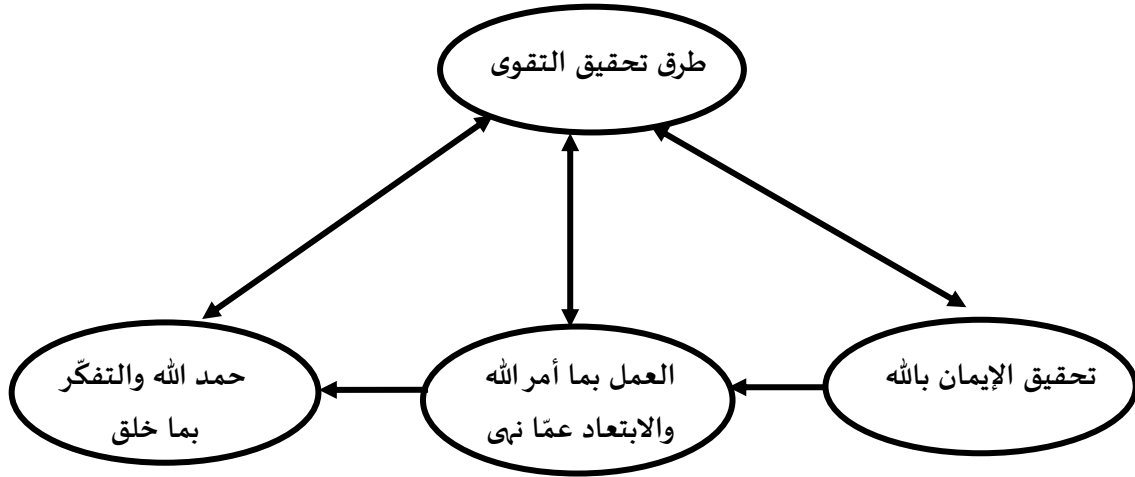 طرق تحقيق التقوى
تحقيق الإيمان بالله
العمل بما أمر الله
والابتعاد عمّا نهى
حمد الله والتفكّر
بما خلق